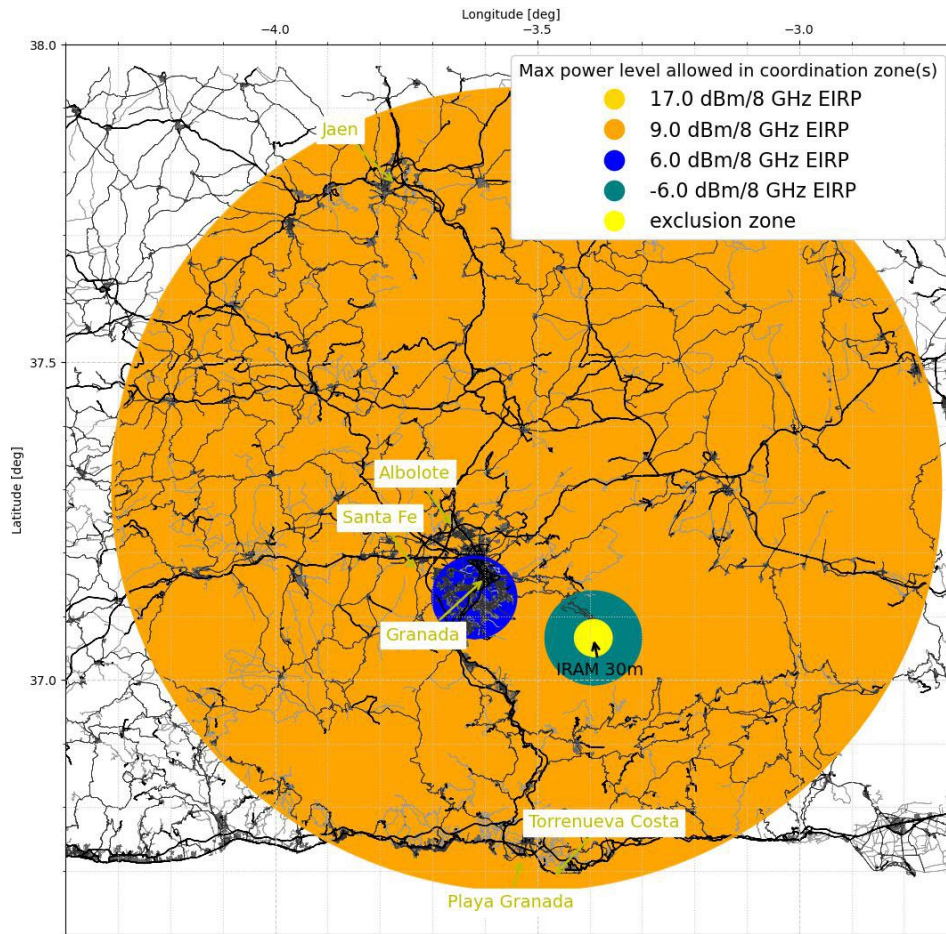 Longitude [deg]
−4.0
−3.5
−3.0
38.0
Max power level allowed in coordination zone(s)
17.0 dBm/8 GHz EIRP
9.0 dBm/8 GHz EIRP
6.0 dBm/8 GHz EIRP
-6.0 dBm/8 GHz EIRP
exclusion zone
Jaen
37.5
Latitude [deg]
Albolote
Santa Fe
Granada
IRAM 30m
37.0
Torrenueva Costa
Playa Granada